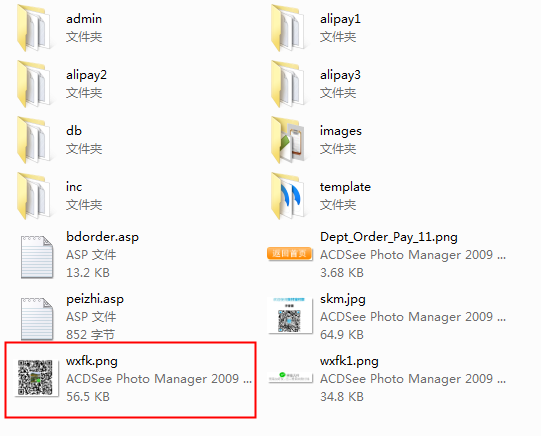 admin
文件夹
alipay1
文件夹
alipay2
文件夹
alipay3
文件夹
db
文件夹
images
文件夹
inc
文件夹
template
文件夹
bdorder.asp
ASP 文件
13.2 KB
Dept_Order_Pay_11.png
返回首页
ACDSee Photo Manager 2009 ...
3.68 KB
peizhi.asp
ASP 文件
852 字节
skm.jpg
ACDSee Photo Manager 2009 ...
64.9 KB
wxfk.png
ACDSee Photo Manager 2009 ...
56.5 KB
wxfk1.png
ACDSee Photo Manager 2009 ...
34.8 KB